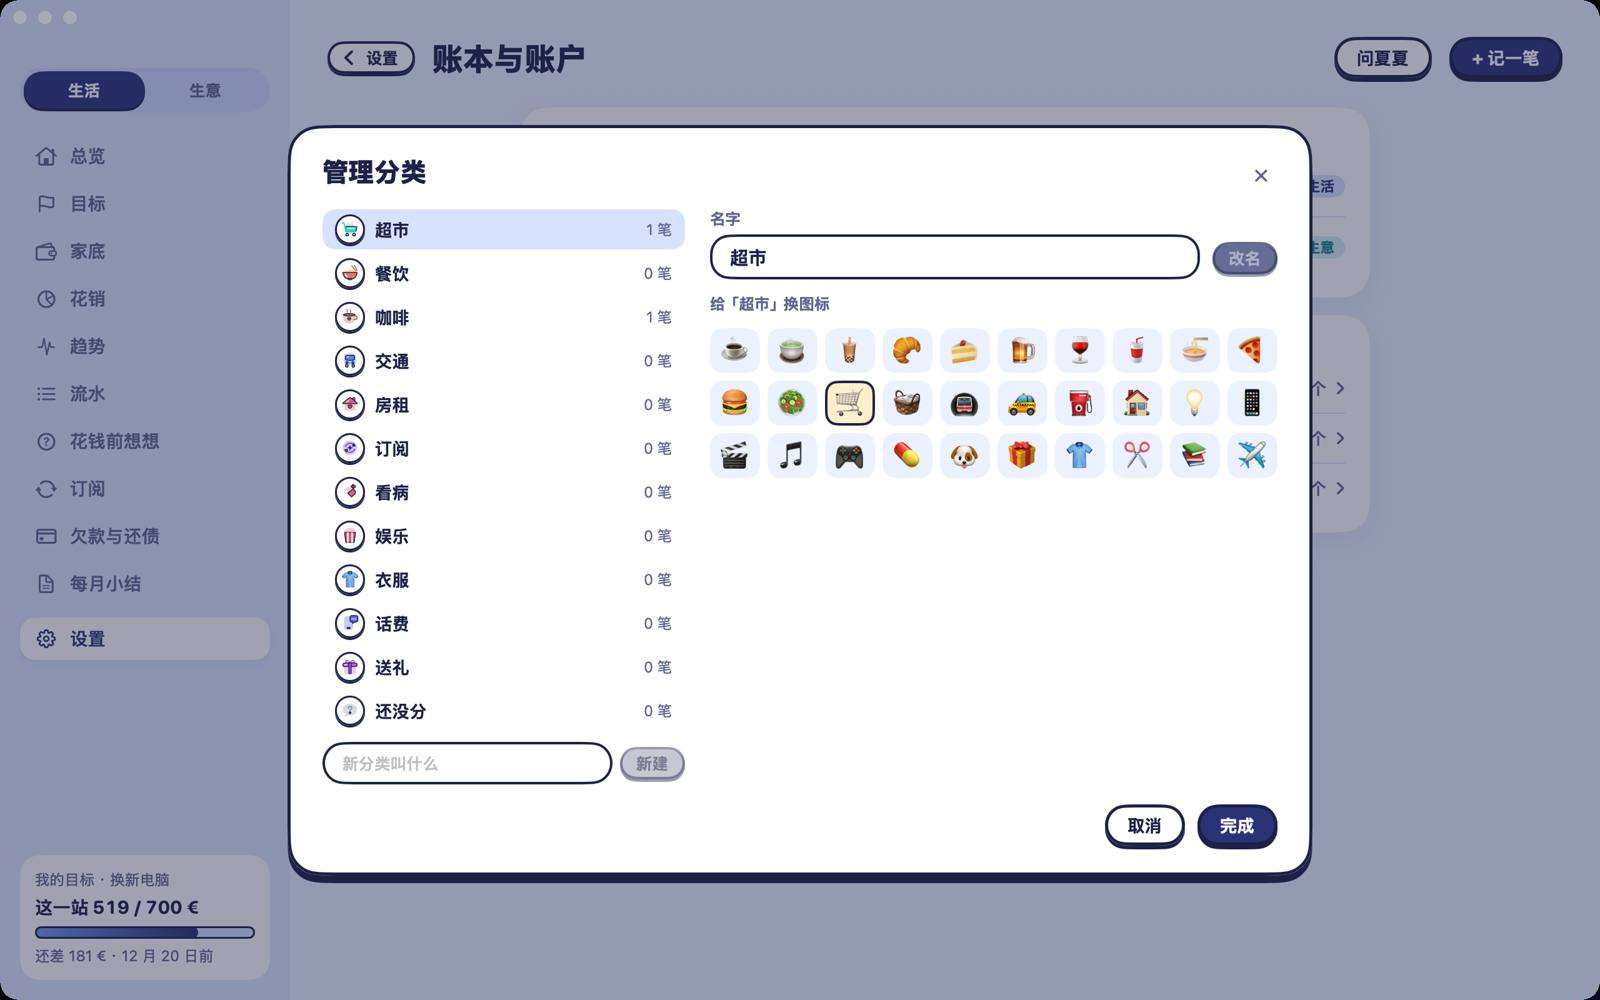 生活
生意
总览
目标
家底
花销
趋势
流水
花钱前想想
订阅
欠款与还债
每月小结
设置
我的目标 · 换新电脑
这一站 519 / 700 €
还差 181 € · 12 月 20 日前
设置
账本与账户
问夏夏
+ 记一笔
生活
生意
个
个
个
管理分类
超市 1 笔
餐饮 0 笔
咖啡 1 笔
交通 0 笔
房租 0 笔
订阅 0 笔
看病 0 笔
娱乐 0 笔
衣服 0 笔
话费 0 笔
送礼 0 笔
还没分 0 笔
新分类叫什么
新建
名字
超市
改名
给「超市」换图标
取消
完成